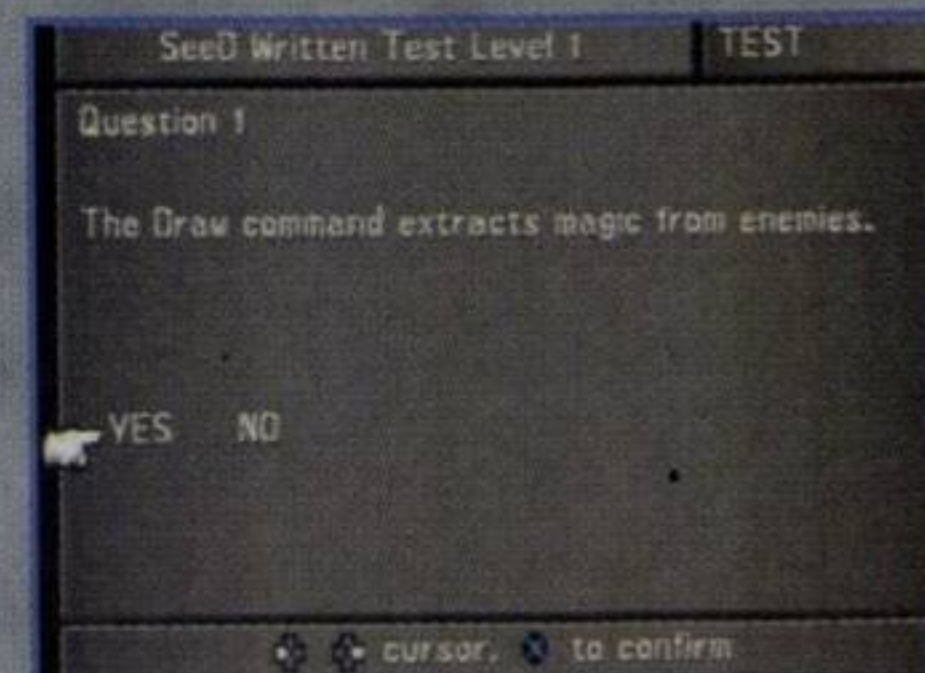 SeeD Written Test Level 1
TEST
Question 1
The Draw command extracts magic from enemies.
YES NO
cursor, X to confirm